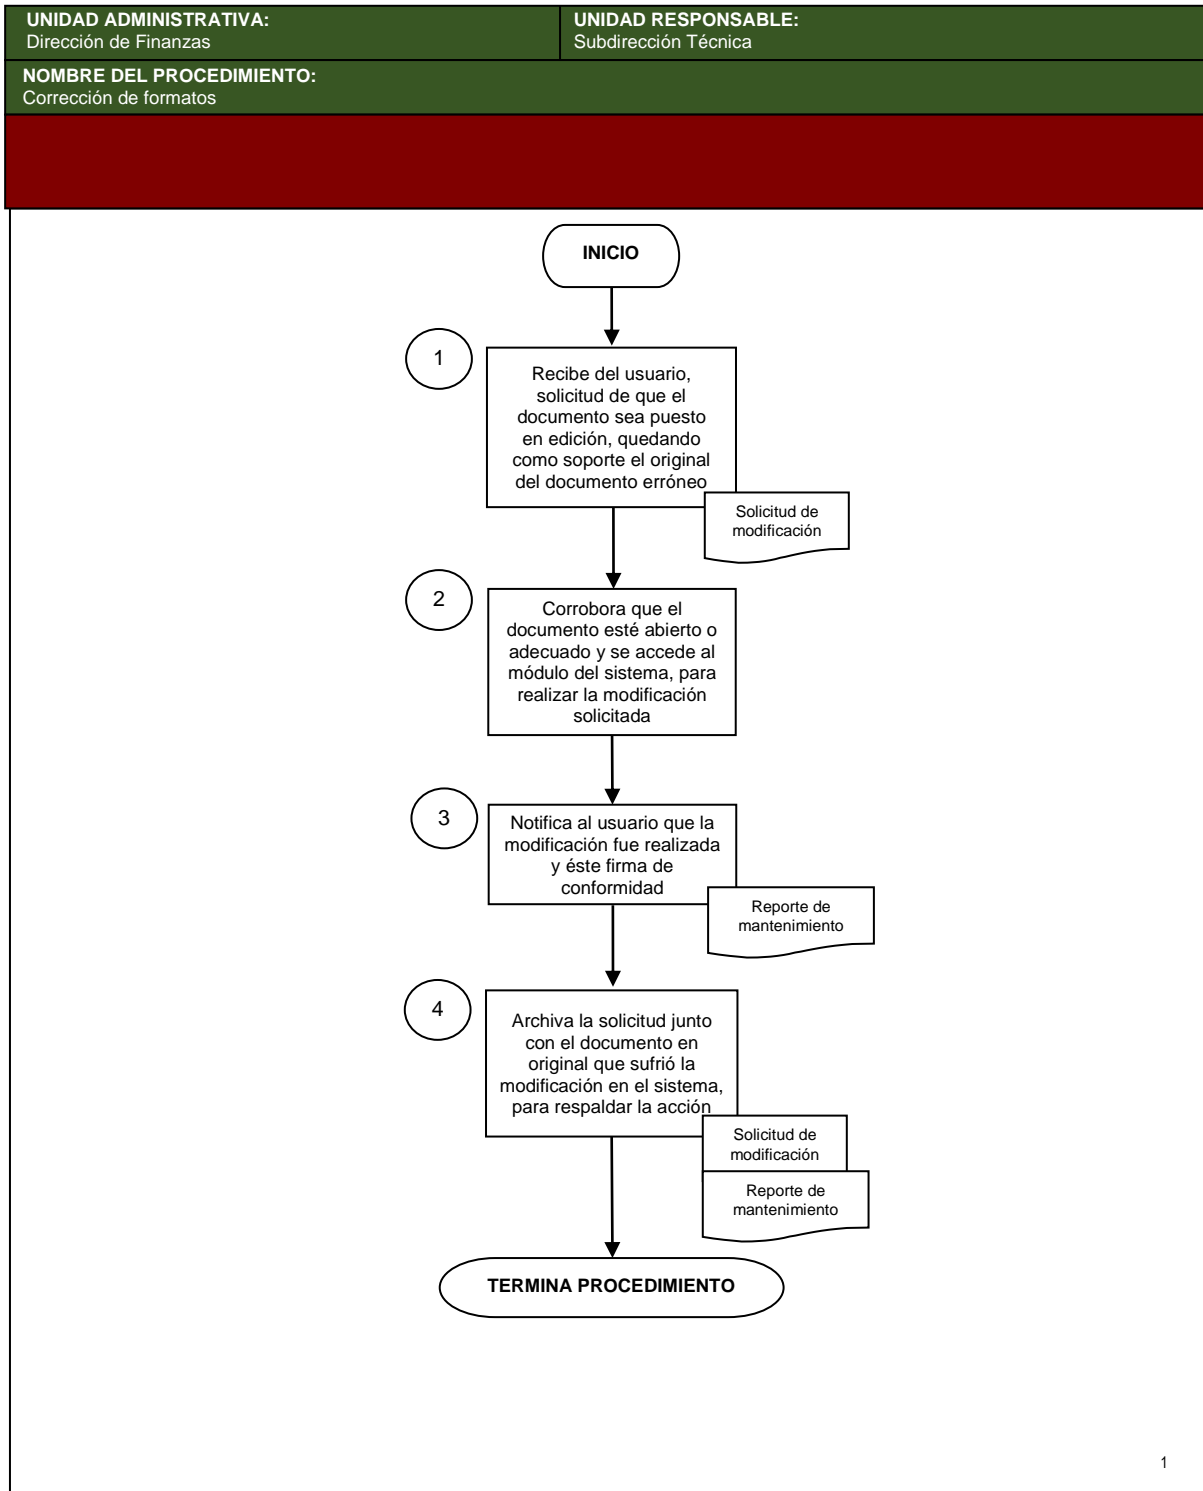 UNIDAD ADMINISTRATIVA:
Dirección de Finanzas
UNIDAD RESPONSABLE:
Subdirección Técnica
NOMBRE DEL PROCEDIMIENTO:
Corrección de formatos
INICIO
1
Recibe del usuario,
solicitud de que el
documento sea puesto
en edición, quedando
como soporte el original
del documento erróneo
Solicitud de
modificación
2
Corrobora que el
documento esté abierto o
adecuado y se accede al
módulo del sistema, para
realizar la modificación
solicitada
3
Notifica al usuario que la
modificación fue realizada
y éste firma de
conformidad
Reporte de
mantenimiento
4
Archiva la solicitud junto
con el documento en
original que sufrió la
modificación en el sistema,
para respaldar la acción
Solicitud de
modificación
Reporte de
mantenimiento
TERMINA PROCEDIMIENTO
1